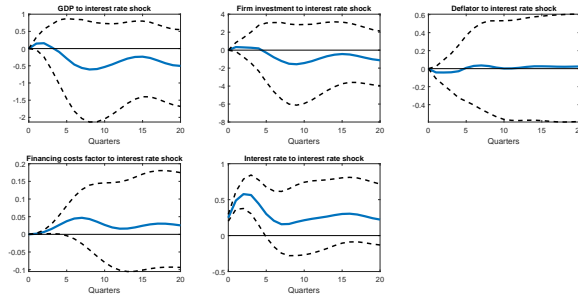 GDP to interest rate shock
1
0.5
0
-0.5
-1
-1.5
-2
0 5 10 15 20
Quarters
Firm investment to interest rate shock
4
2
0
-2
-4
-6
-8
0 5 10 15 20
Quarters
Deflator to interest rate shock
0.6
0.4
0.2
0
-0.2
-0.4
0 5 10 15 20
Quarters
Financing costs factor to interest rate shock
0.2
0.15
0.1
0.05
0
-0.05
-0.1
0 5 10 15 20
Quarters
Interest rate to interest rate shock
1
0.5
0
-0.5
0 5 10 15 20
Quarters